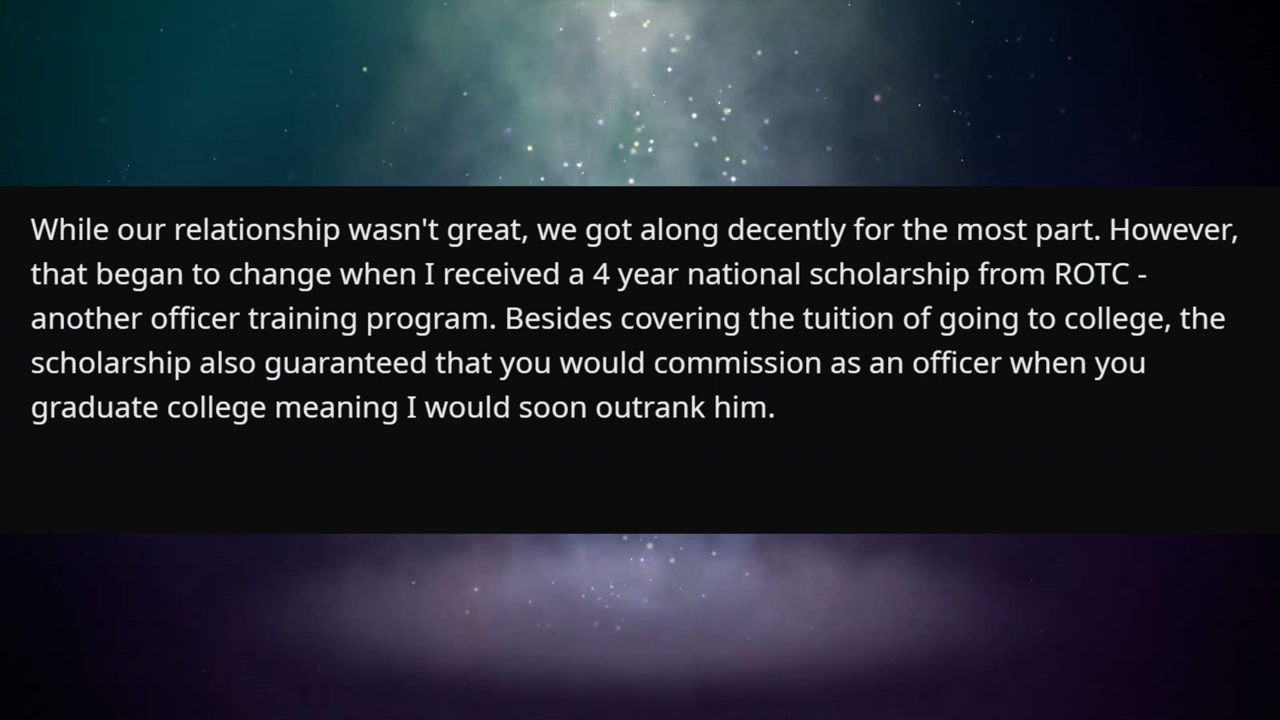 While our relationship wasn't great, we got along decently for the most part. However,
that began to change when I received a 4 year national scholarship from ROTC -
another officer training program. Besides covering the tuition of going to college, the
scholarship also guaranteed that you would commission as an officer when you
graduate college meaning I would soon outrank him.